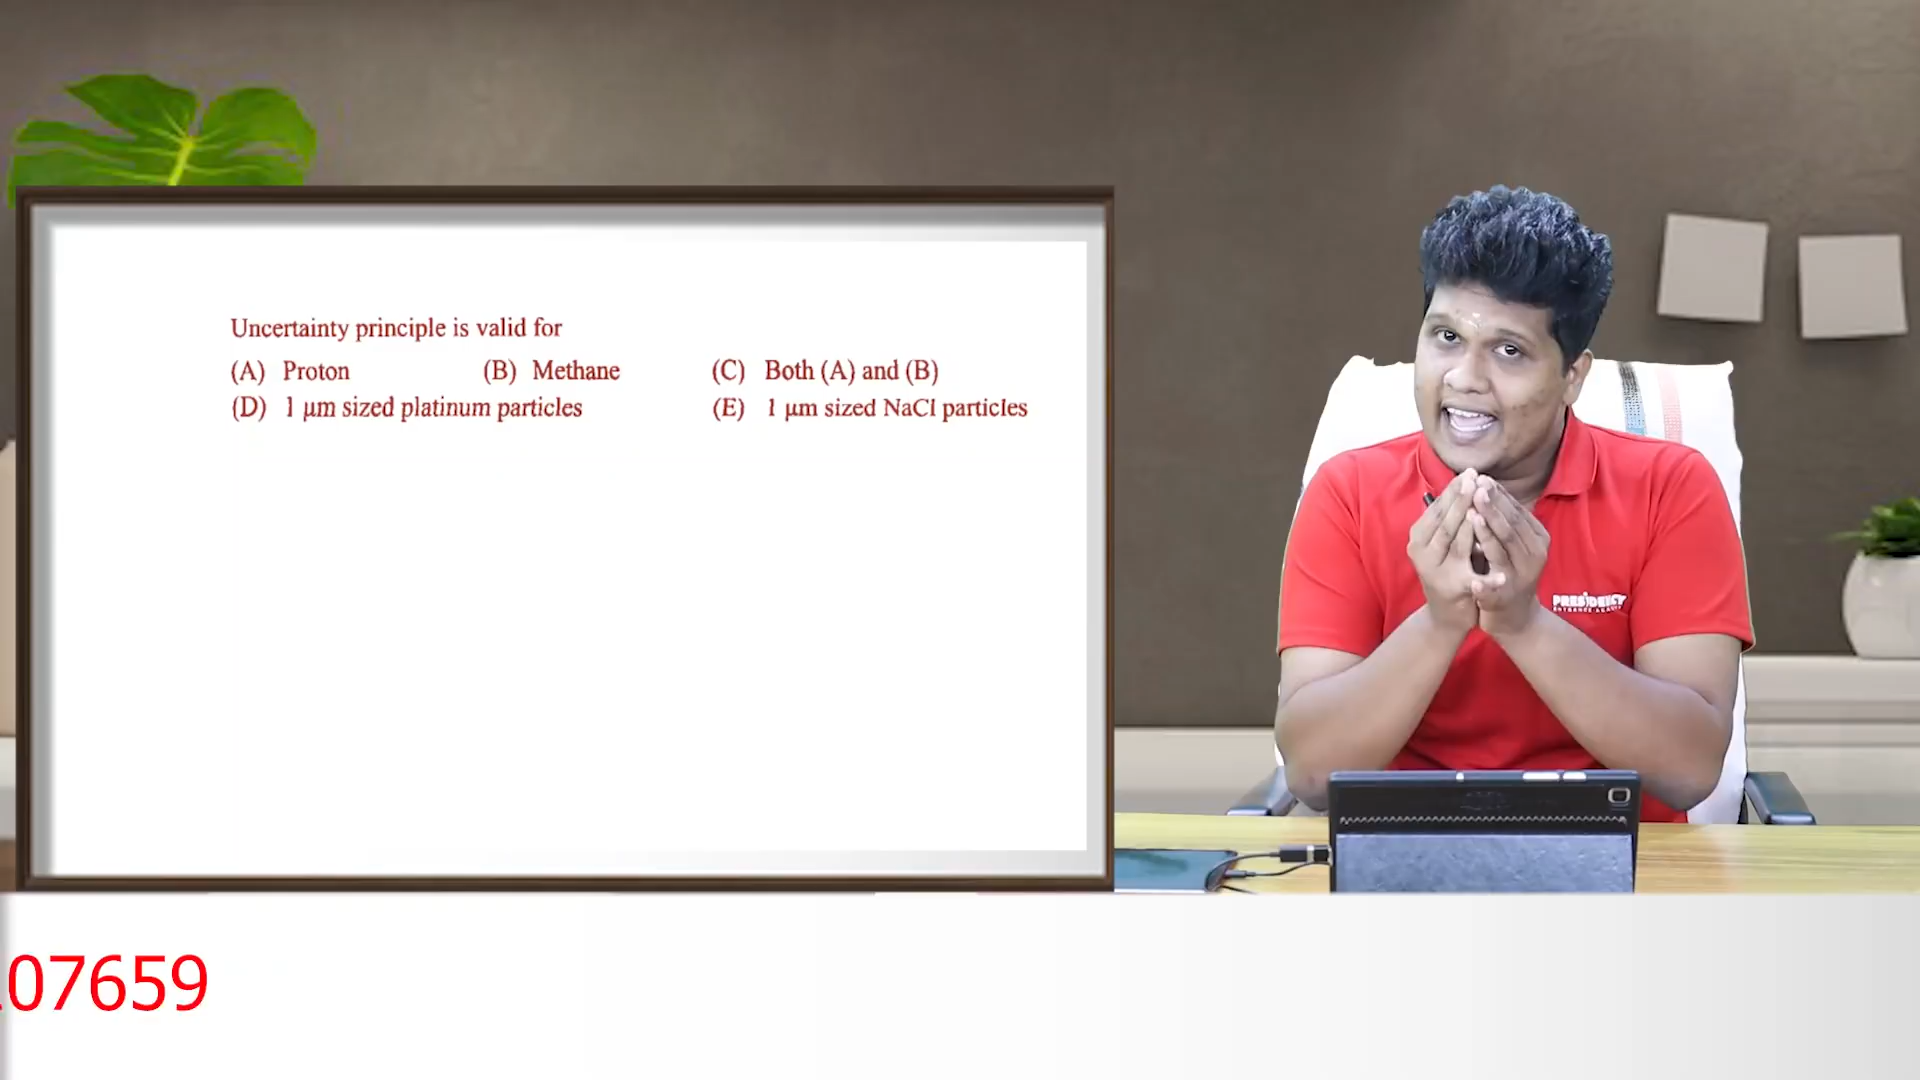 Uncertainty principle is valid for
(A) Proton (B) Methane (C) Both (A) and (B)
(D) 1 µm sized platinum particles (E) 1 µm sized NaCl particles
PRESIDENCY
07659